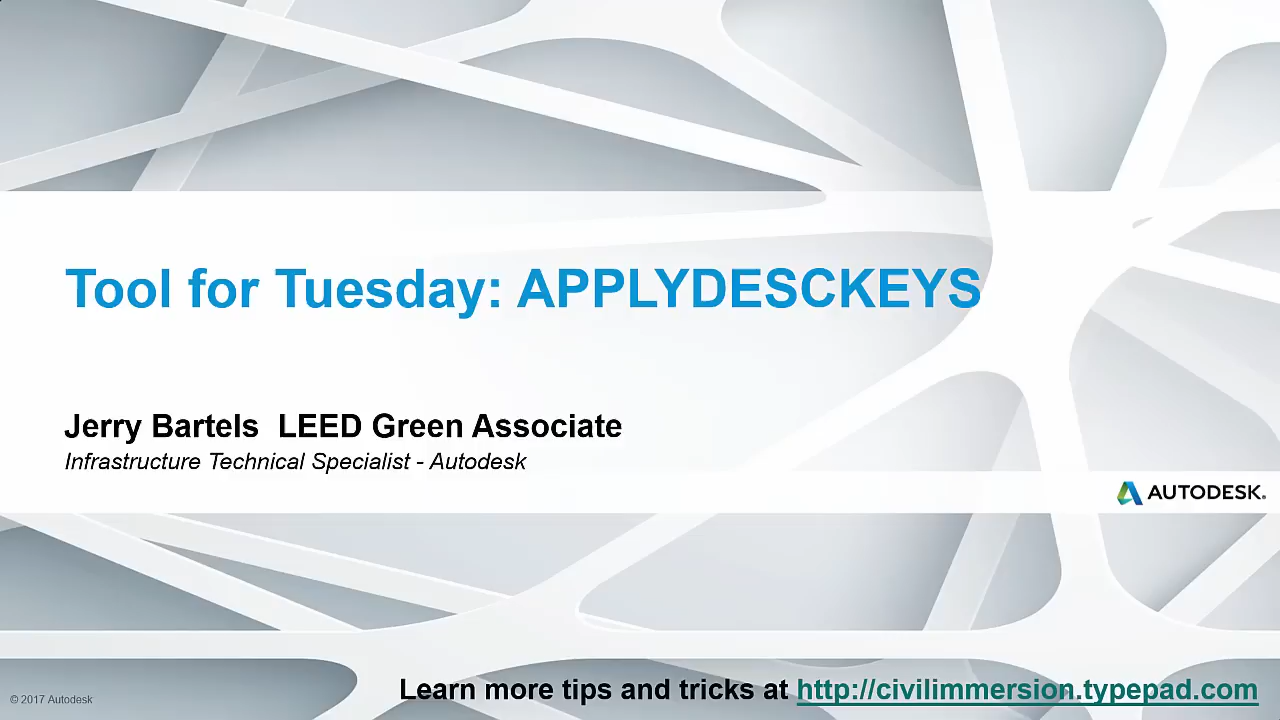 Tool for Tuesday: APPLYDESCKEYS
Jerry Bartels  LEED Green Associate
Infrastructure Technical Specialist - Autodesk
AUTODESK.
Learn more tips and tricks at http://civilimmersion.typepad.com
© 2017 Autodesk